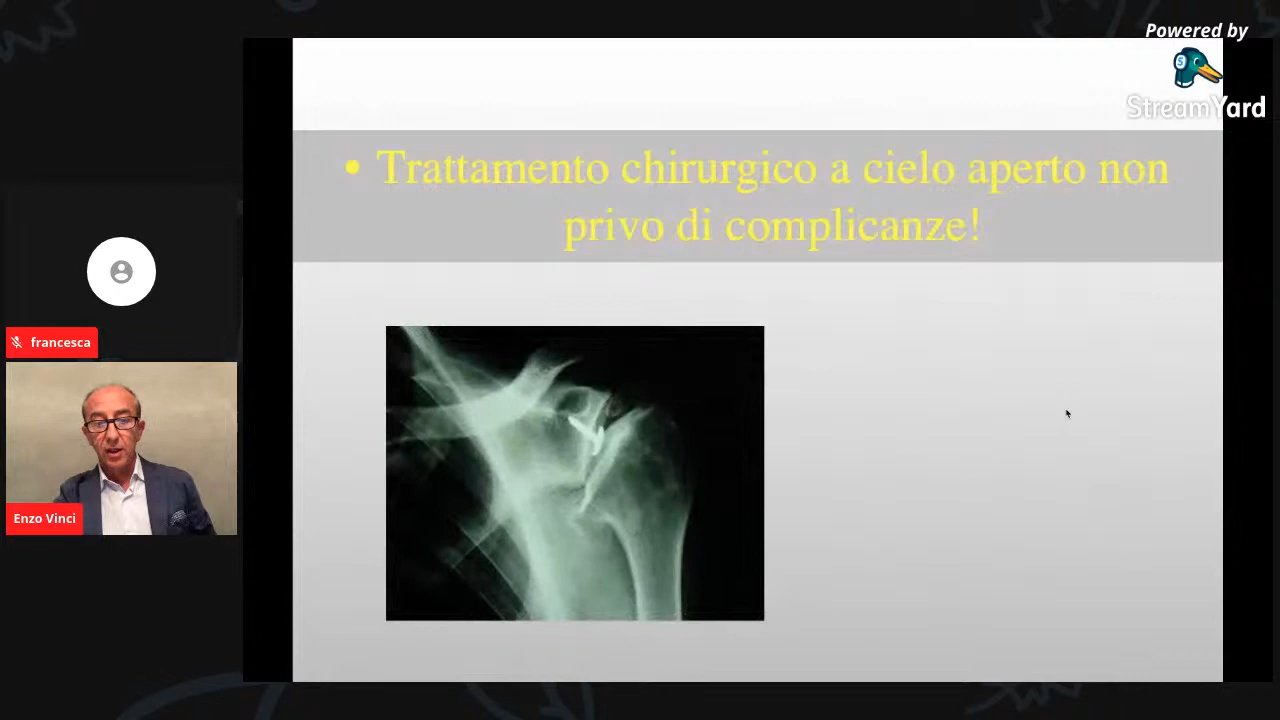 Powered by
StreamYard
• Trattamento chirurgico a cielo aperto non
privo di complicanze!
francesca
Enzo Vinci